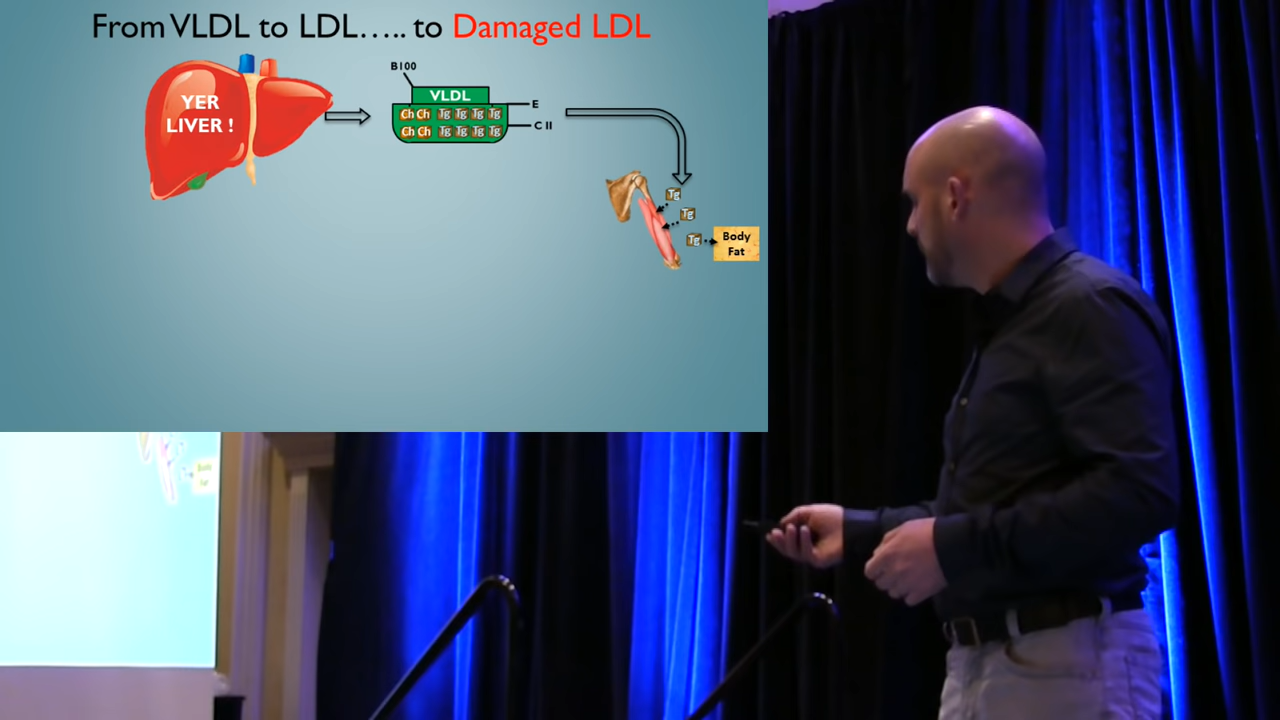 From VLDL to LDL..... to Damaged LDL
YER
LIVER !
B100
VLDL
E
Ch Ch Tg Tg Tg Tg
Ch Ch Tg Tg Tg Tg
C II
Tg
Tg
Tg
Body
Fat